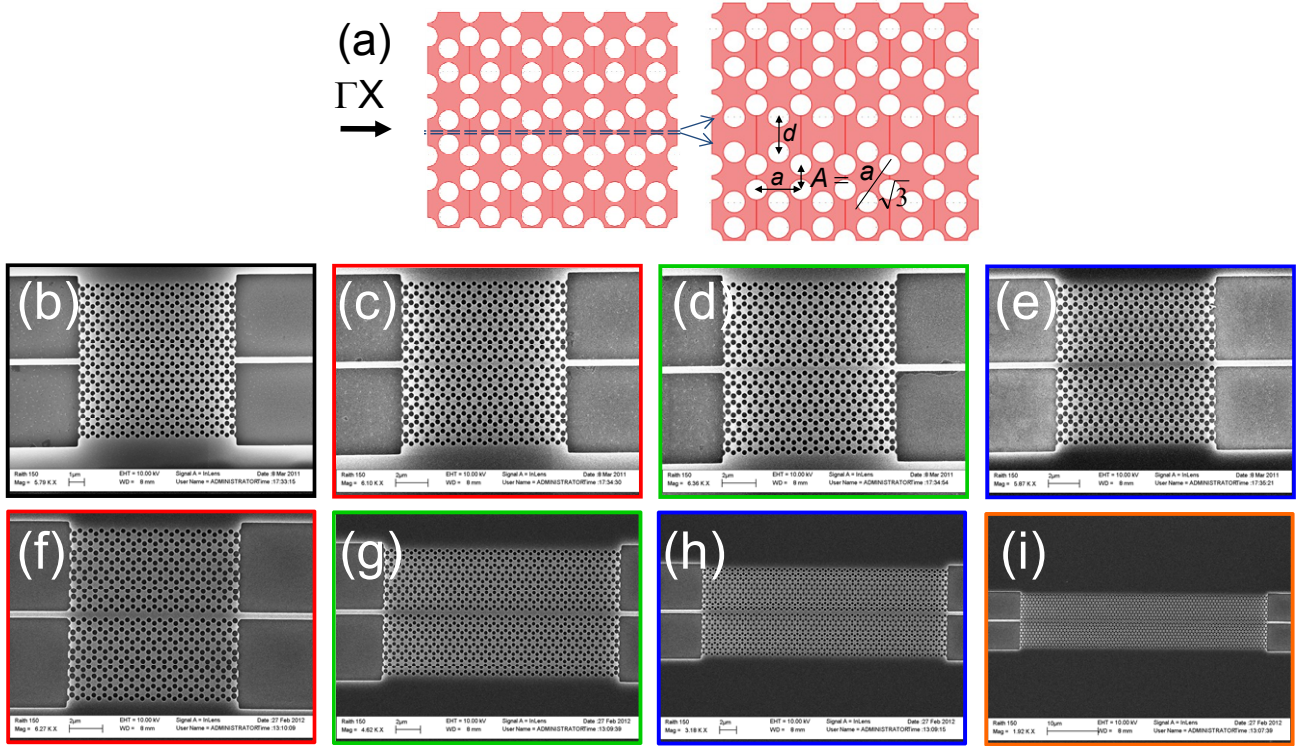 (a)
ΓX
d
a
A = a/√3
(b)
Raith 150
1µm
EHT = 10.00 kV
Signal A = InLens
Date :8 Mar 2011
Mag = 5.79 K X
WD = 8 mm
User Name = ADMINISTRATOR
Time :17:33:15
(c)
Raith 150
2µm
EHT = 10.00 kV
Signal A = InLens
Date :8 Mar 2011
Mag = 6.10 K X
WD = 8 mm
User Name = ADMINISTRATOR
Time :17:34:30
(d)
Raith 150
2µm
EHT = 10.00 kV
Signal A = InLens
Date :8 Mar 2011
Mag = 6.36 K X
WD = 8 mm
User Name = ADMINISTRATOR
Time :17:34:54
(e)
Raith 150
2µm
EHT = 10.00 kV
Signal A = InLens
Date :8 Mar 2011
Mag = 5.87 K X
WD = 8 mm
User Name = ADMINISTRATOR
Time :17:35:21
(f)
Raith 150
2µm
EHT = 10.00 kV
Signal A = InLens
Date :27 Feb 2012
Mag = 6.27 K X
WD = 8 mm
User Name = ADMINISTRATOR
Time :13:10:09
(g)
Raith 150
2µm
EHT = 10.00 kV
Signal A = InLens
Date :27 Feb 2012
Mag = 4.62 K X
WD = 8 mm
User Name = ADMINISTRATOR
Time :13:09:39
(h)
Raith 150
2µm
EHT = 10.00 kV
Signal A = InLens
Date :27 Feb 2012
Mag = 3.18 K X
WD = 8 mm
User Name = ADMINISTRATOR
Time :13:09:15
(i)
Raith 150
10µm
EHT = 10.00 kV
Signal A = InLens
Date :27 Feb 2012
Mag = 1.92 K X
WD = 8 mm
User Name = ADMINISTRATOR
Time :13:07:39